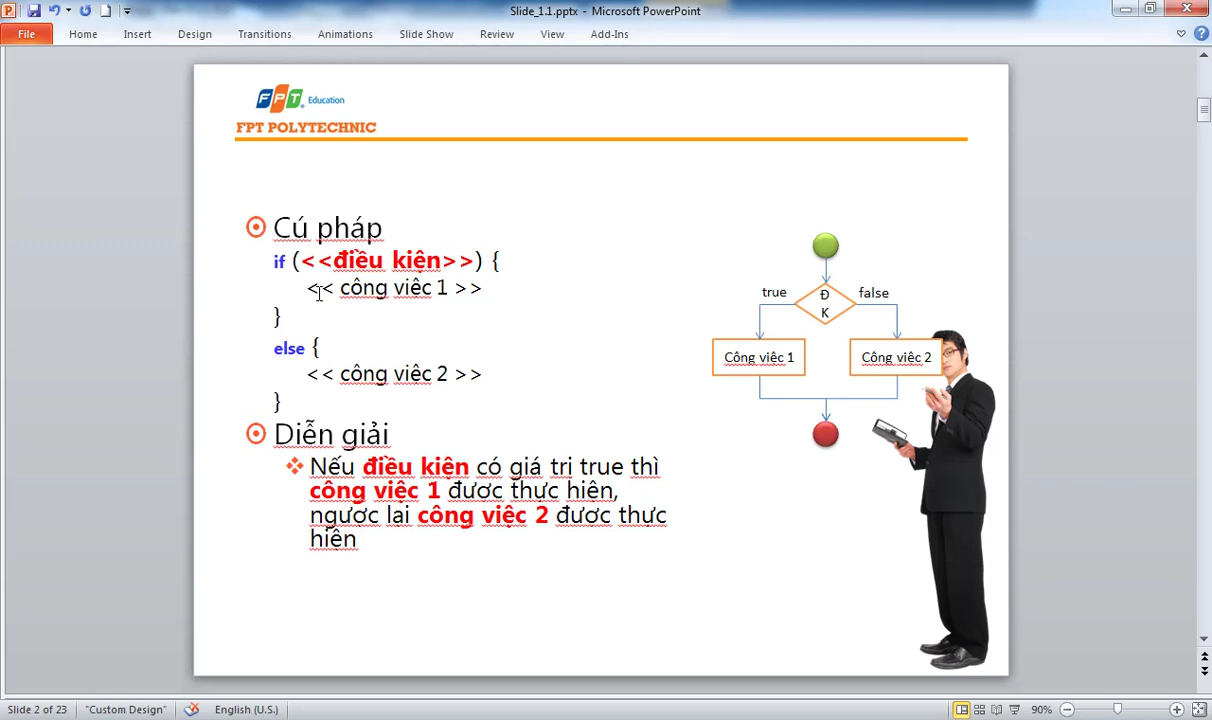 Slide_1.1.pptx - Microsoft PowerPoint
File Home Insert Design Transitions Animations Slide Show Review View Add-Ins
FPT Education
FPT POLYTECHNIC
Cú pháp
if (<<điều kiện>>) {
<< công việc 1 >>
}
else {
<< công việc 2 >>
}
Diễn giải
Nếu điều kiện có giá trị true thì
công việc 1 được thực hiện,
ngược lại công việc 2 được thực
hiện
true
false
Đ
K
Công việc 1
Công việc 2
Slide 2 of 23 "Custom Design" English (U.S.) 90%